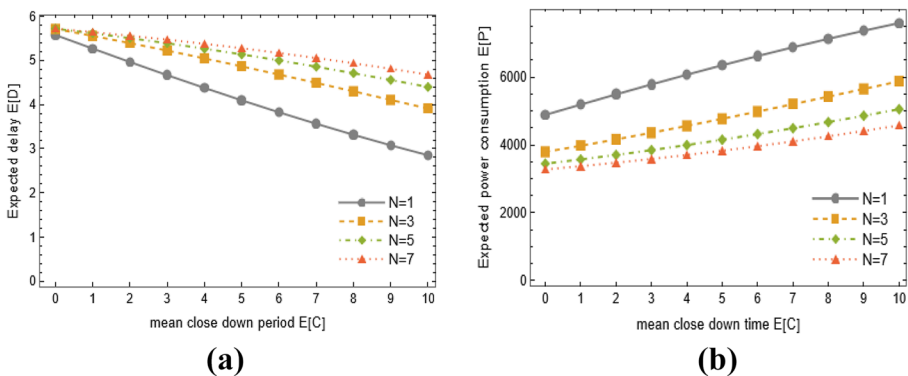 Expected delay E[D]
6
5
4
3
2
1
0
0 1 2 3 4 5 6 7 8 9 10
mean close down period E[C]
N=1
N=3
N=5
N=7
(a)
Expected power consumption E[P]
6000
4000
2000
0
0 1 2 3 4 5 6 7 8 9 10
mean close down time E[C]
N=1
N=3
N=5
N=7
(b)